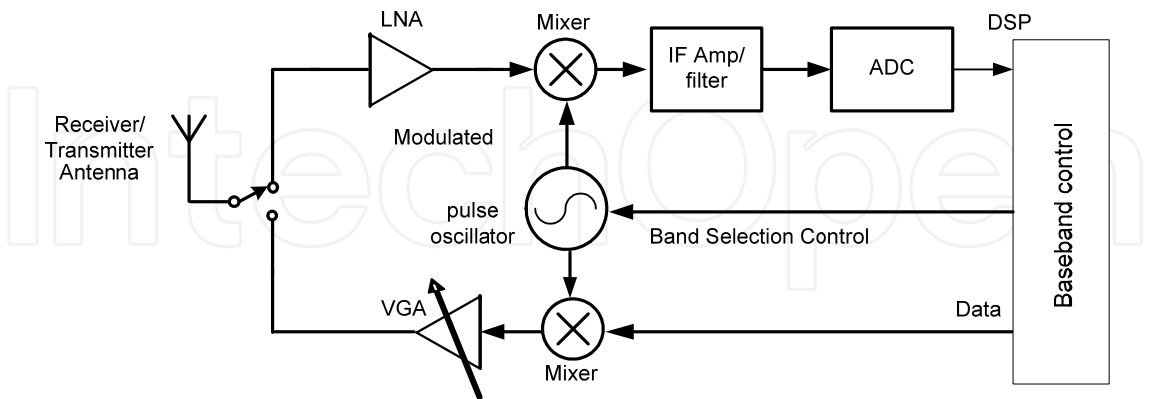 LNA
Mixer
DSP
IF Amp/
filter
ADC
Receiver/
Transmitter
Antenna
Modulated
pulse
oscillator
Band Selection Control
Baseband control
VGA
Data
Mixer
IntechOpen